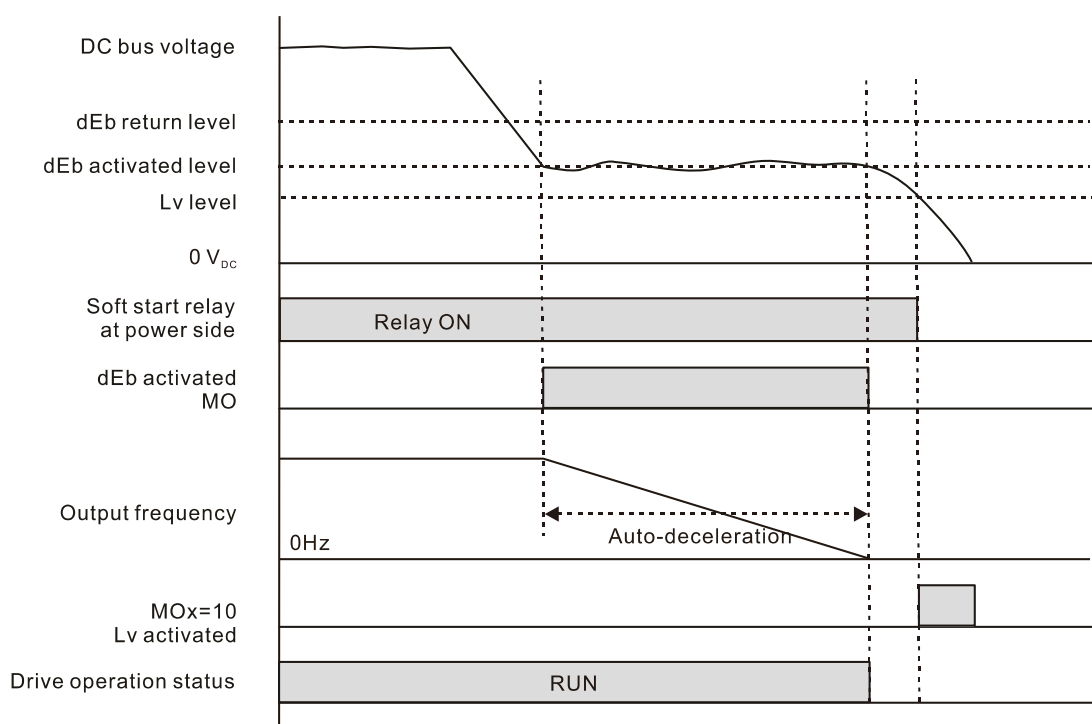 DC bus voltage
dEb return level
dEb activated level
Lv level
0 VDC
Soft start relay
at power side
Relay ON
dEb activated
MO
Output frequency
0Hz
Auto-deceleration
MOx=10
Lv activated
Drive operation status
RUN